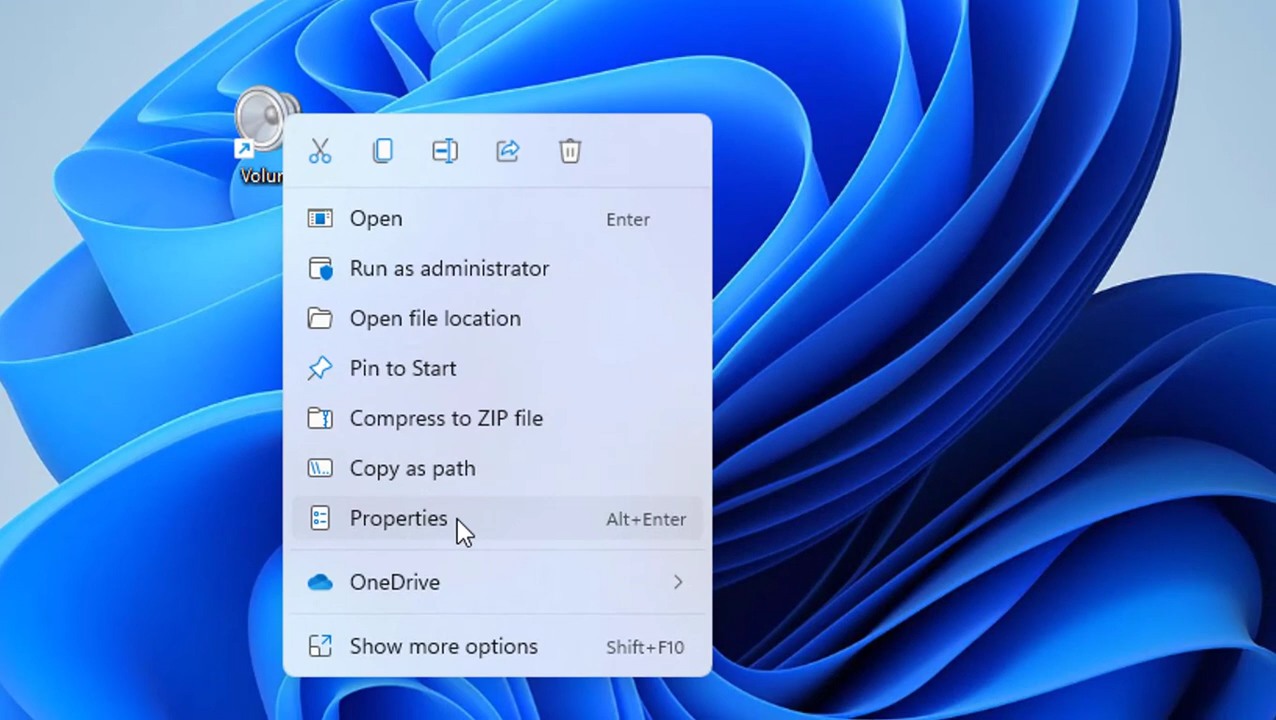 Open Enter
Run as administrator
Open file location
Pin to Start
Compress to ZIP file
Copy as path
Properties Alt+Enter
OneDrive
Show more options Shift+F10